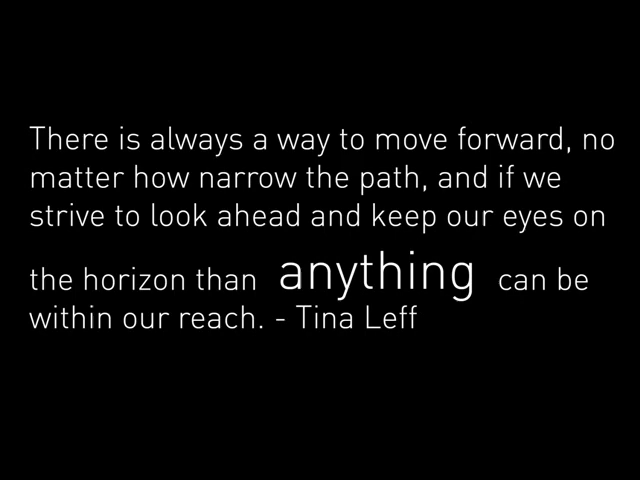 There is always a way to move forward, no
matter how narrow the path, and if we
strive to look ahead and keep our eyes on
the horizon than anything can be
within our reach. - Tina Leff